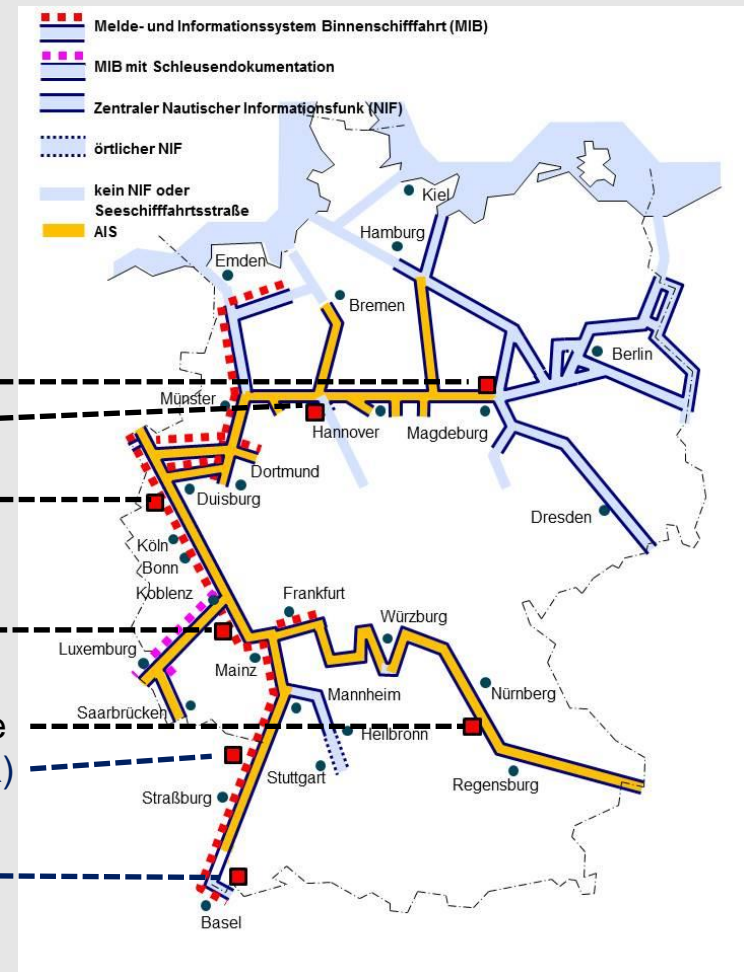 Melde- und Informationssystem Binnenschifffahrt (MIB)
MIB mit Schleusendokumentation
Zentraler Nautischer Informationsfunk (NIF)
örtlicher NIF
kein NIF oder
Seeschifffahrtsstraße
AIS
Kiel
Hamburg
Emden
Bremen
Berlin
Münster
Hannover
Magdeburg
Dortmund
Duisburg
Dresden
Köln
Bonn
Koblenz
Frankfurt
Würzburg
Luxemburg
Mainz
Nürnberg
Mannheim
Saarbrücken
e
Heilbronn
)
Stuttgart
Regensburg
Straßburg
Basel